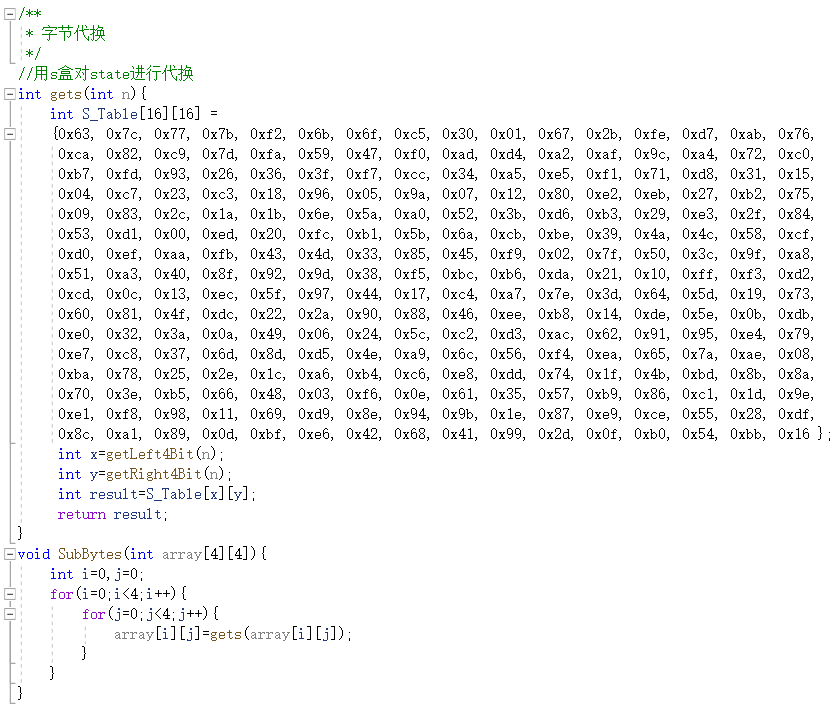 /**
* 字节代换
*/
//用s盒对state进行代换
int gets(int n){
int S_Table[16][16] =
{0x63, 0x7c, 0x77, 0x7b, 0xf2, 0x6b, 0x6f, 0xc5, 0x30, 0x01, 0x67, 0x2b, 0xfe, 0xd7, 0xab, 0x76,
0xca, 0x82, 0xc9, 0x7d, 0xfa, 0x59, 0x47, 0xf0, 0xad, 0xd4, 0xa2, 0xaf, 0x9c, 0xa4, 0x72, 0xc0,
0xb7, 0xfd, 0x93, 0x26, 0x36, 0x3f, 0xf7, 0xcc, 0x34, 0xa5, 0xe5, 0xf1, 0x71, 0xd8, 0x31, 0x15,
0x04, 0xc7, 0x23, 0xc3, 0x18, 0x96, 0x05, 0x9a, 0x07, 0x12, 0x80, 0xe2, 0xeb, 0x27, 0xb2, 0x75,
0x09, 0x83, 0x2c, 0x1a, 0x1b, 0x6e, 0x5a, 0xa0, 0x52, 0x3b, 0xd6, 0xb3, 0x29, 0xe3, 0x2f, 0x84,
0x53, 0xd1, 0x00, 0xed, 0x20, 0xfc, 0xb1, 0x5b, 0x6a, 0xcb, 0xbe, 0x39, 0x4a, 0x4c, 0x58, 0xcf,
0xd0, 0xef, 0xaa, 0xfb, 0x43, 0x4d, 0x33, 0x85, 0x45, 0xf9, 0x02, 0x7f, 0x50, 0x3c, 0x9f, 0xa8,
0x51, 0xa3, 0x40, 0x8f, 0x92, 0x9d, 0x38, 0xf5, 0xbc, 0xb6, 0xda, 0x21, 0x10, 0xff, 0xf3, 0xd2,
0xcd, 0x0c, 0x13, 0xec, 0x5f, 0x97, 0x44, 0x17, 0xc4, 0xa7, 0x7e, 0x3d, 0x64, 0x5d, 0x19, 0x73,
0x60, 0x81, 0x4f, 0xdc, 0x22, 0x2a, 0x90, 0x88, 0x46, 0xee, 0xb8, 0x14, 0xde, 0x5e, 0x0b, 0xdb,
0xe0, 0x32, 0x3a, 0x0a, 0x49, 0x06, 0x24, 0x5c, 0xc2, 0xd3, 0xac, 0x62, 0x91, 0x95, 0xe4, 0x79,
0xe7, 0xc8, 0x37, 0x6d, 0x8d, 0xd5, 0x4e, 0xa9, 0x6c, 0x56, 0xf4, 0xea, 0x65, 0x7a, 0xae, 0x08,
0xba, 0x78, 0x25, 0x2e, 0x1c, 0xa6, 0xb4, 0xc6, 0xe8, 0xdd, 0x74, 0x1f, 0x4b, 0xbd, 0x8b, 0x8a,
0x70, 0x3e, 0xb5, 0x66, 0x48, 0x03, 0xf6, 0x0e, 0x61, 0x35, 0x57, 0xb9, 0x86, 0xc1, 0x1d, 0x9e,
0xe1, 0xf8, 0x98, 0x11, 0x69, 0xd9, 0x8e, 0x94, 0x9b, 0x1e, 0x87, 0xe9, 0xce, 0x55, 0x28, 0xdf,
0x8c, 0xa1, 0x89, 0x0d, 0xbf, 0xe6, 0x42, 0x68, 0x41, 0x99, 0x2d, 0x0f, 0xb0, 0x54, 0xbb, 0x16 };
int x=getLeft4Bit(n);
int y=getRight4Bit(n);
int result=S_Table[x][y];
return result;
}
void SubBytes(int array[4][4]){
int i=0,j=0;
for(i=0;i<4;i++){
for(j=0;j<4;j++){
array[i][j]=gets(array[i][j]);
}
}
}